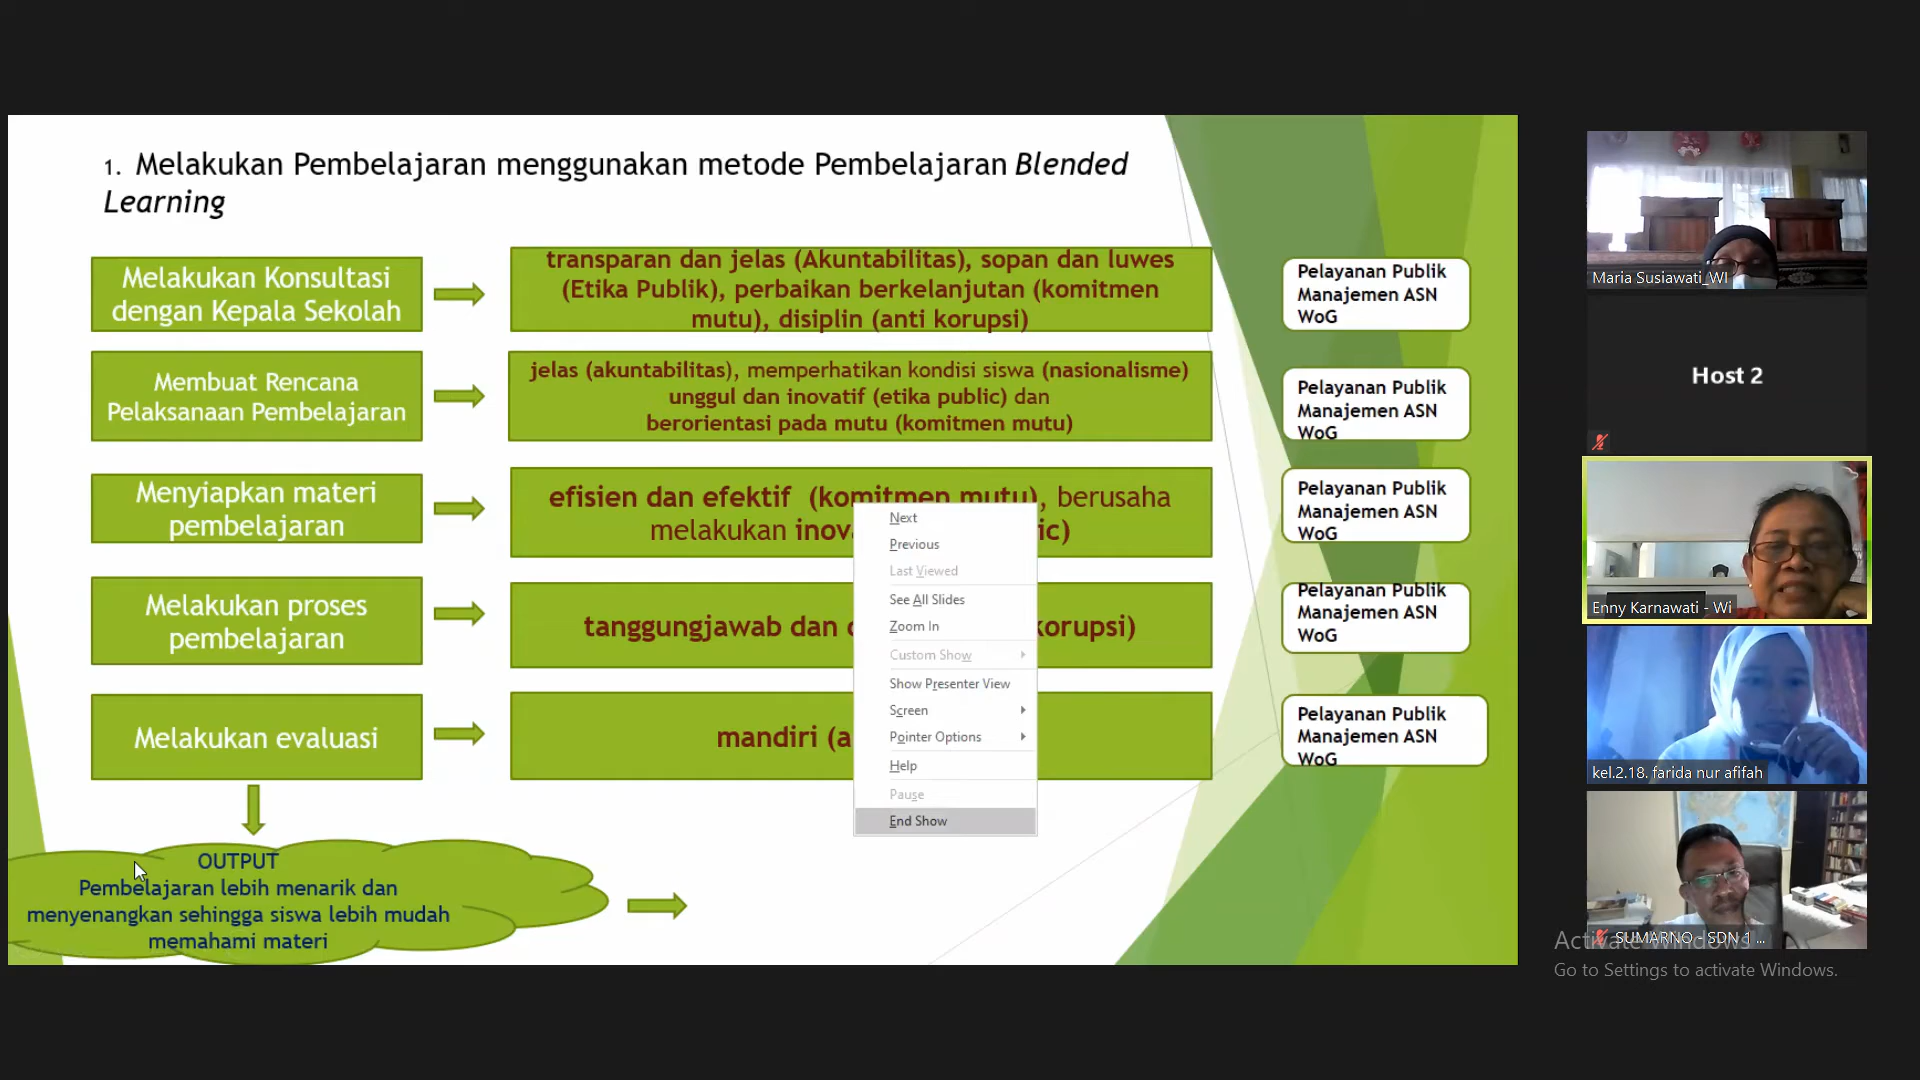 1. Melakukan Pembelajaran menggunakan metode Pembelajaran Blended
Learning
Melakukan Konsultasi
dengan Kepala Sekolah
transparan dan jelas (Akuntabilitas), sopan dan luwes
(Etika Publik), perbaikan berkelanjutan (komitmen
mutu), disiplin (anti korupsi)
Pelayanan Publik
Manajemen ASN
WoG
Membuat Rencana
Pelaksanaan Pembelajaran
jelas (akuntabilitas), memperhatikan kondisi siswa (nasionalisme)
unggul dan inovatif (etika public) dan
berorientasi pada mutu (komitmen mutu)
Pelayanan Publik
Manajemen ASN
WoG
Menyiapkan materi
pembelajaran
efisien dan efektif (komitmen mutu), berusaha
melakukan
Pelayanan Publik
Manajemen ASN
WoG
Melakukan proses
pembelajaran
tanggungjawab dan korupsi)
Pelayanan Publik
Manajemen ASN
WoG
Melakukan evaluasi
mandiri
Pelayanan Publik
Manajemen ASN
WoG
OUTPUT
Pembelajaran lebih menarik dan
menyenangkan sehingga siswa lebih mudah
memahami materi
Next
Previous
Last Viewed
See All Slides
Zoom In
Custom Show
Show Presenter View
Screen
Pointer Options
Help
Pause
End Show
Maria Susiawati_WI
Host 2
Enny Karnawati - Wi
kel.2.18. farida nur afifah
SUMARNO - SDN 1 ...
Activate Windows
Go to Settings to activate Windows.